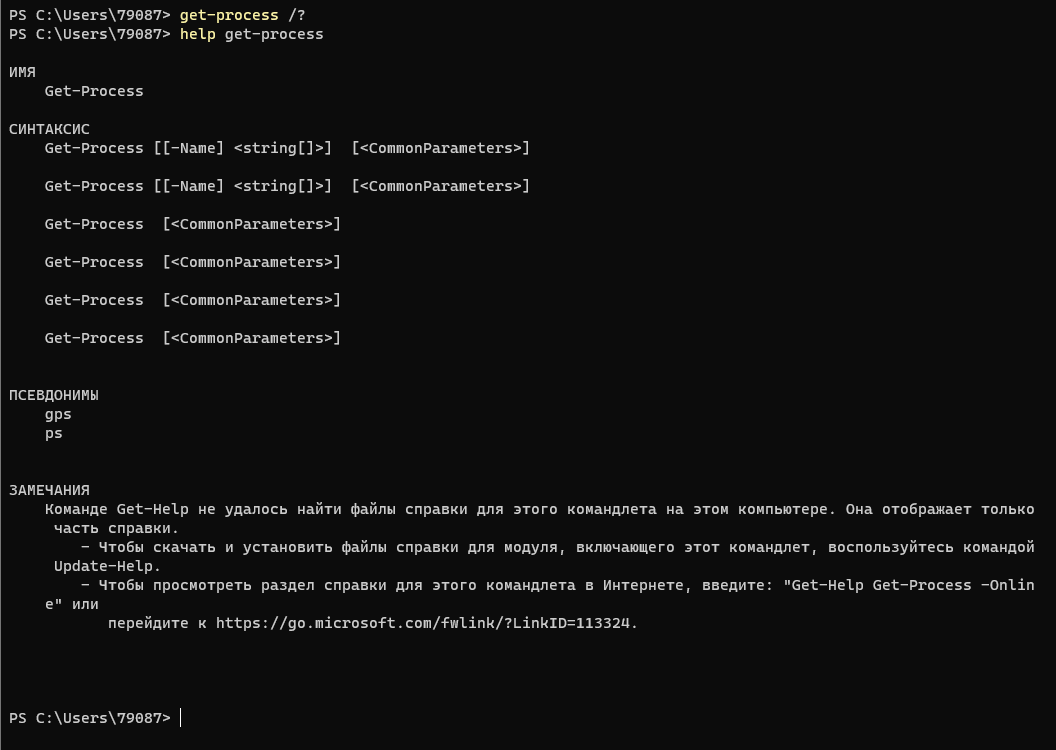 PS C:\Users\79087> get-process /?
PS C:\Users\79087> help get-process
ИМЯ
Get-Process
СИНТАКСИС
Get-Process [[-Name] <string[]>]  [<CommonParameters>]
Get-Process [[-Name] <string[]>]  [<CommonParameters>]
Get-Process  [<CommonParameters>]
Get-Process  [<CommonParameters>]
Get-Process  [<CommonParameters>]
Get-Process  [<CommonParameters>]
ПСЕВДОНИМЫ
gps
ps
ЗАМЕЧАНИЯ
Команде Get-Help не удалось найти файлы справки для этого командлета на этом компьютере. Она отображает только
часть справки.
- Чтобы скачать и установить файлы справки для модуля, включающего этот командлет, воспользуйтесь командой
Update-Help.
- Чтобы просмотреть раздел справки для этого командлета в Интернете, введите: "Get-Help Get-Process -Onlin
e" или
перейдите к https://go.microsoft.com/fwlink/?LinkID=113324.
PS C:\Users\79087>